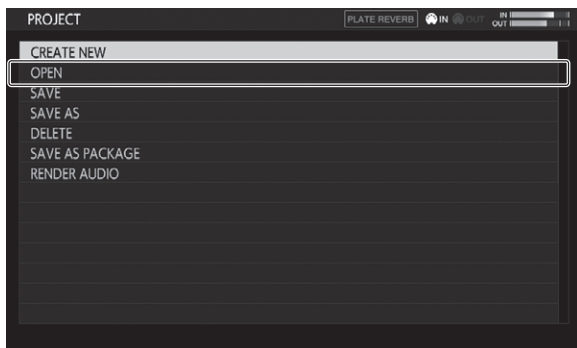 PROJECT PLATE REVERB IN OUT IN
OUT
CREATE NEW
OPEN
SAVE
SAVE AS
DELETE
SAVE AS PACKAGE
RENDER AUDIO